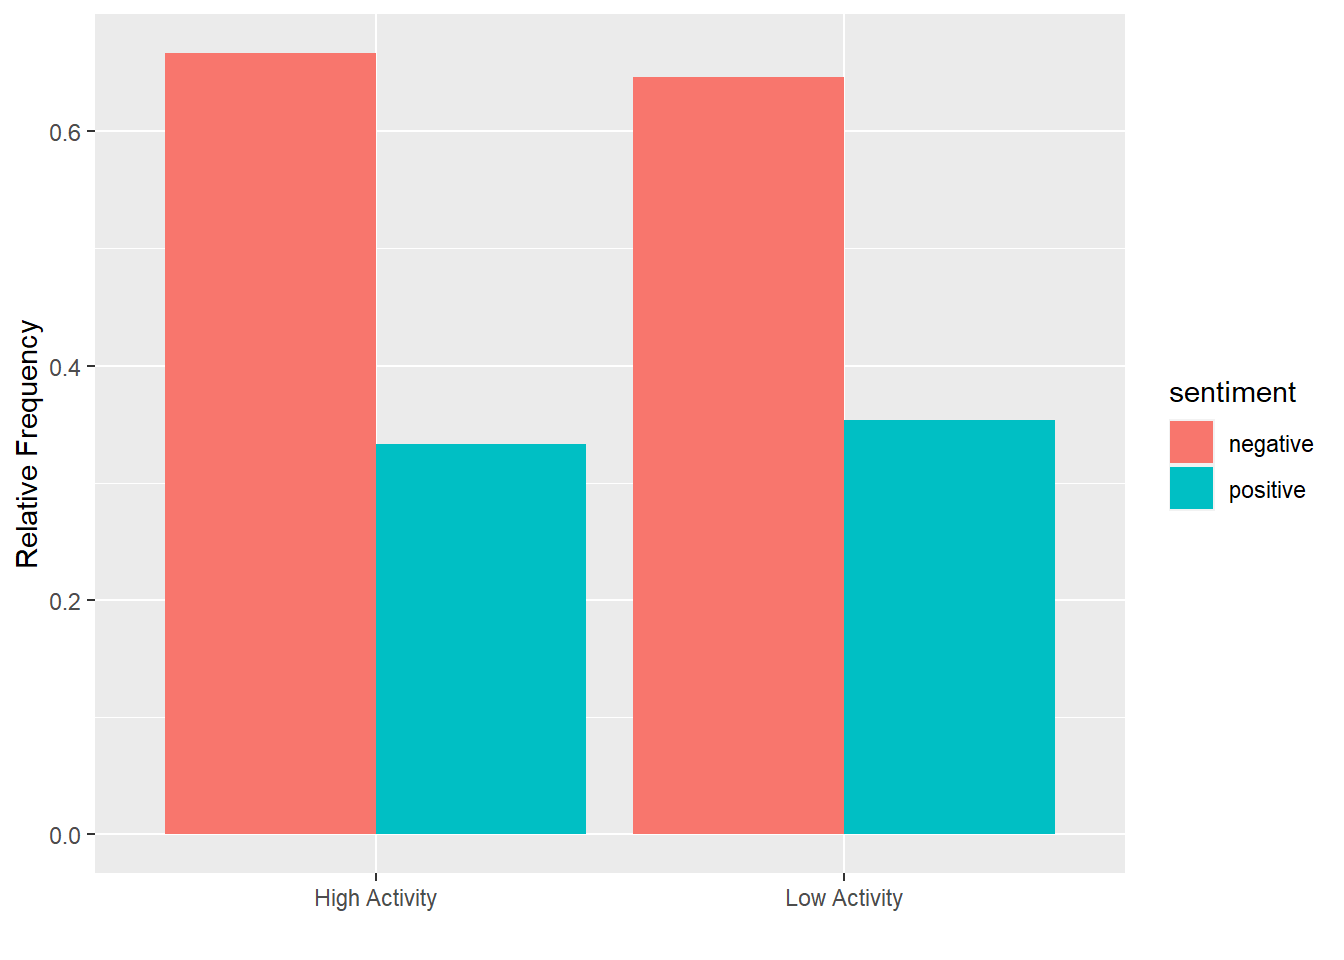 0.6
0.4
0.2
0.0
Relative Frequency
High Activity
Low Activity
sentiment
negative
positive